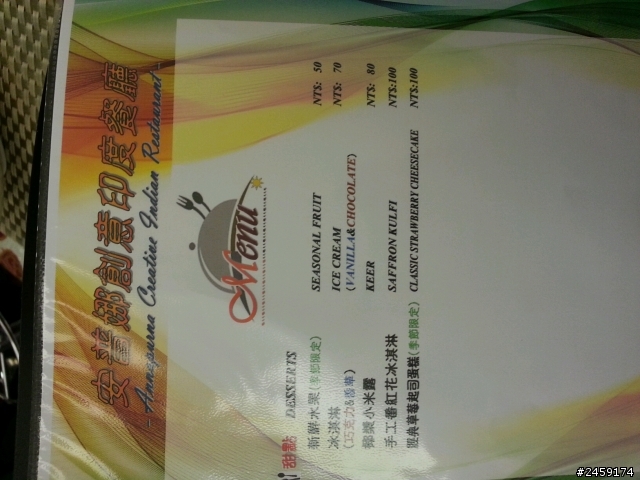 安普娜創意印度餐廳
- Annapurna Creative Indian Restaurant -
Menu
甜點 DESSERTS
新鮮水果(季節限定) SEASONAL FRUIT NT$: 50
冰淇淋 ICE CREAM NT$: 70
(巧克力&香草) (VANILLA&CHOCOLATE)
椰漿小米露 KEER NT$: 80
手工番紅花冰淇淋 SAFFRON KULFI NT$:100
經典草莓起司蛋糕(季節限定) CLASSIC STRAWBERRY CHEESECAKE NT$:100
#2459174